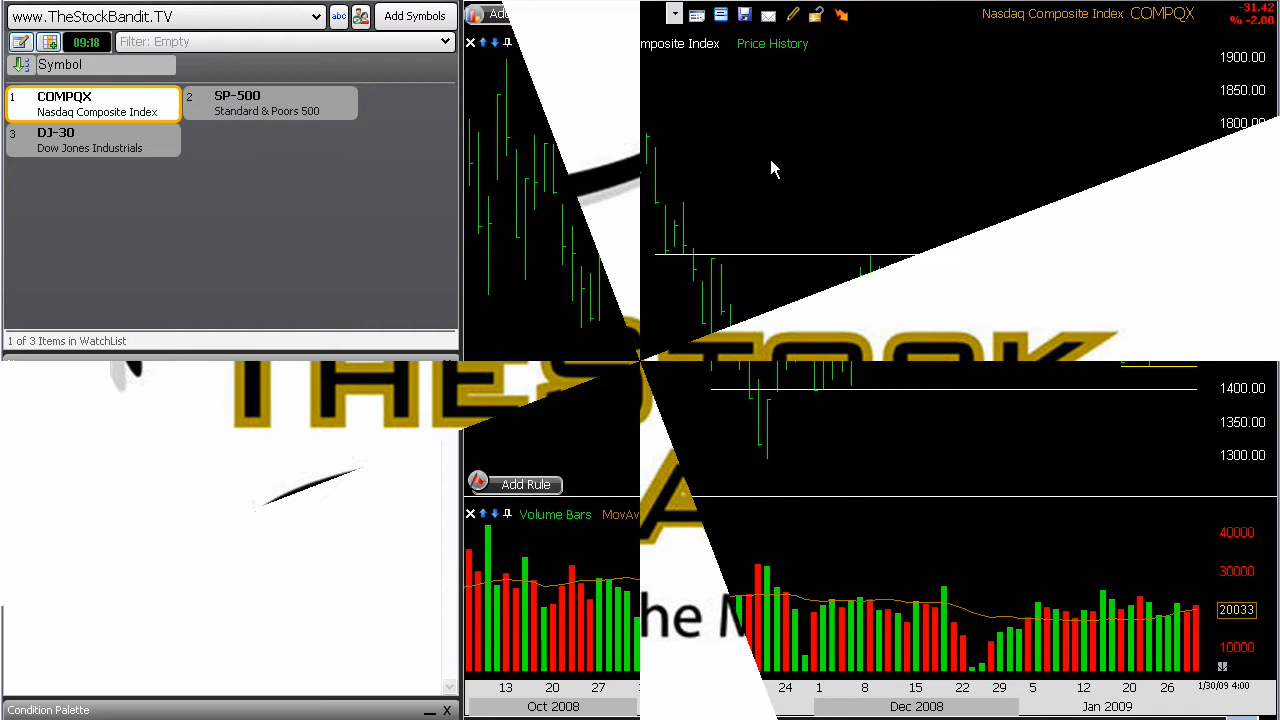 www.TheStockBandit.TV
abc
Add Symbols
09:18
Filter: Empty
Symbol
1 COMPQX
Nasdaq Composite Index
2 SP-500
Standard & Poors 500
3 DJ-30
Dow Jones Industrials
1 of 3 Items in WatchList
Nasdaq Composite Index COMPQX
-31.42
% -2.08
mposite Index Price History
1900.00
1850.00
1800.00
THE STOCK
1400.00
1350.00
1300.00
Add Rule
Volume Bars MovAv
40000
30000
20033
10000
he M
13 20 27 24 1 8 15 22 29 5 12 20 26 1/30/09 4:00
Oct 2008 Dec 2008 Jan 2009
Condition Palette